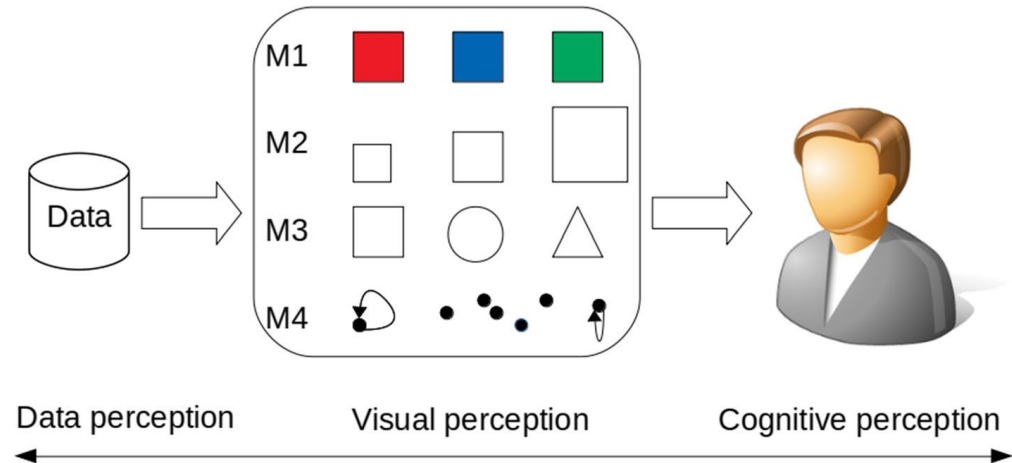 M1
M2
Data
M3
M4
Data perception
Visual perception
Cognitive perception